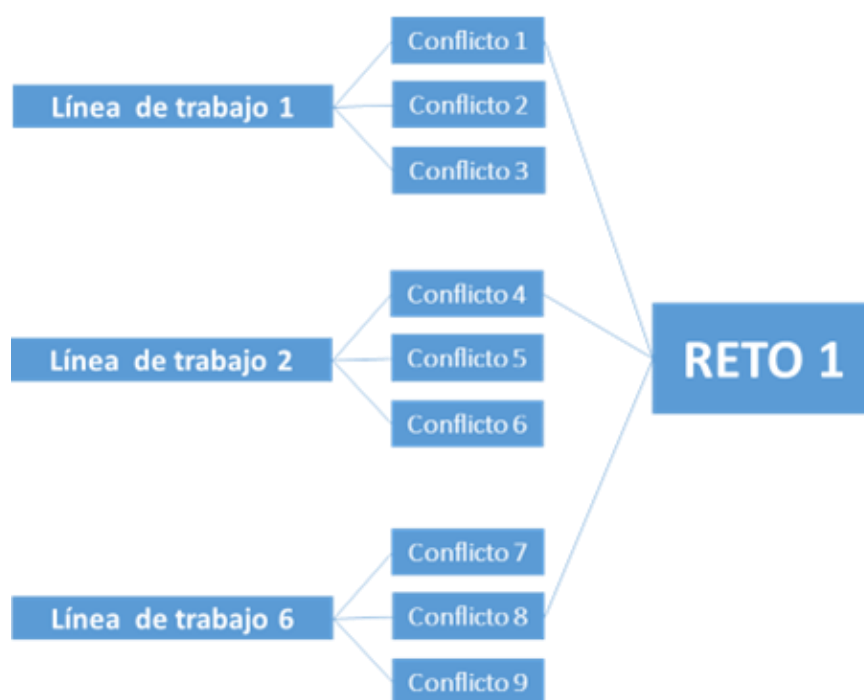 Línea de trabajo 1
Conflicto 1
Conflicto 2
Conflicto 3
Línea de trabajo 2
Conflicto 4
Conflicto 5
Conflicto 6
Línea de trabajo 6
Conflicto 7
Conflicto 8
Conflicto 9
RETO 1